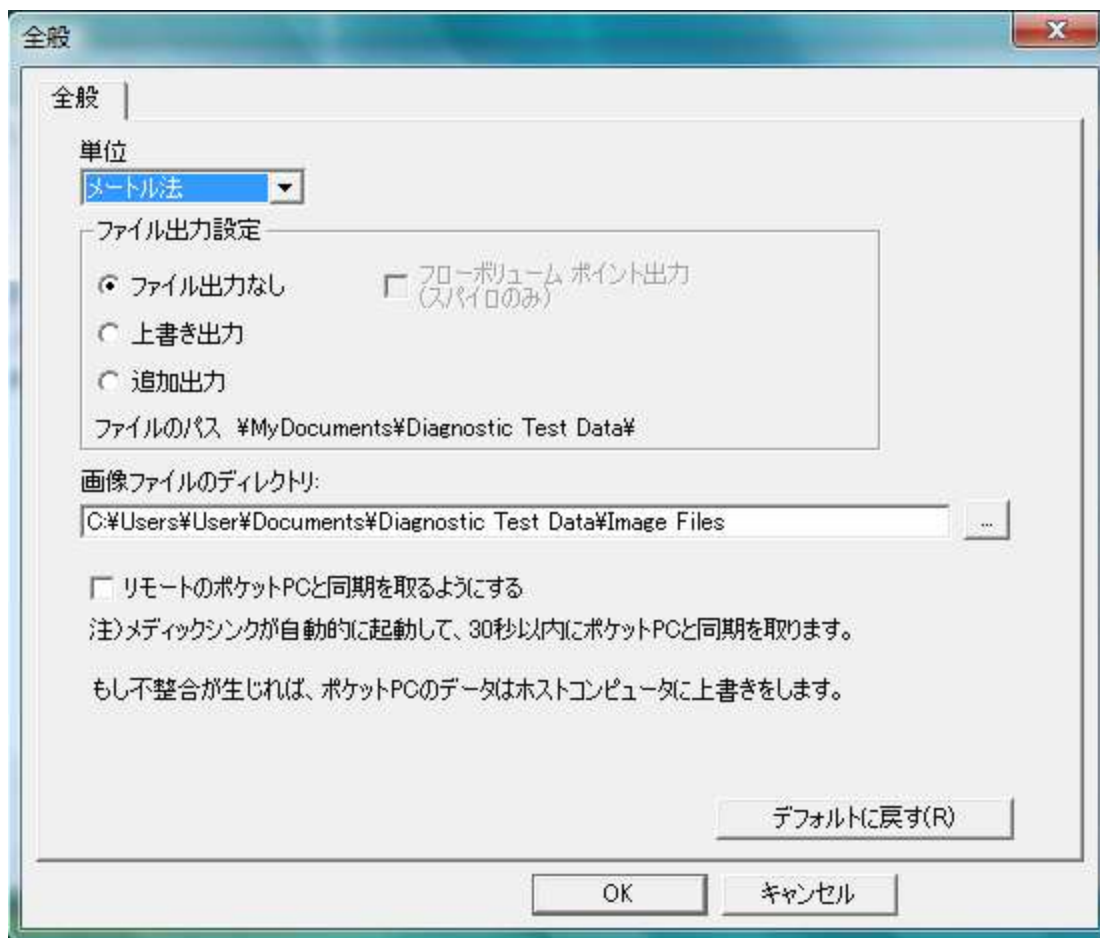 全般
全般
単位
メートル法
ファイル出力設定
ファイル出力なし
フローボリューム ポイント出力
(スパイロのみ)
上書き出力
追加出力
ファイルのパス ¥MyDocuments¥Diagnostic Test Data¥
画像ファイルのディレクトリ:
C:¥Users¥User¥Documents¥Diagnostic Test Data¥Image Files
...
リモートのポケットPCと同期を取るようにする
注)メディックシンクが自動的に起動して、30秒以内にポケットPCと同期を取ります。
もし不整合が生じれば、ポケットPCのデータはホストコンピュータに上書きをします。
デフォルトに戻す(R)
OK
キャンセル